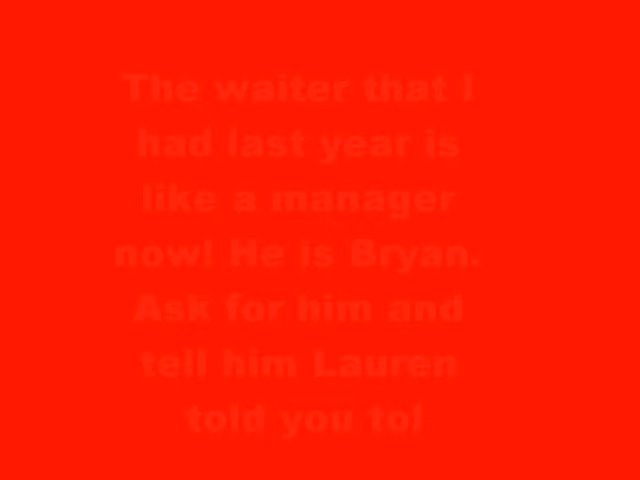 The waiter that I
had last year is
like a manager
now! He is Bryan.
Ask for him and
tell him Lauren
told you to!